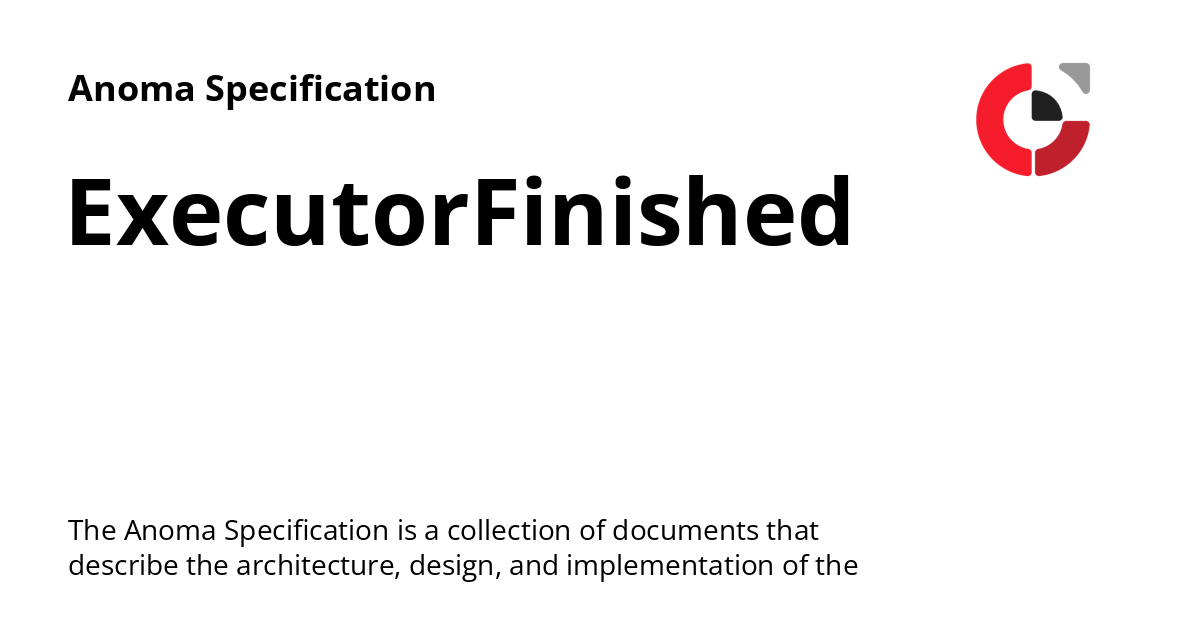 Anoma Specification
ExecutorFinished
The Anoma Specification is a collection of documents that
describe the architecture, design, and implementation of the